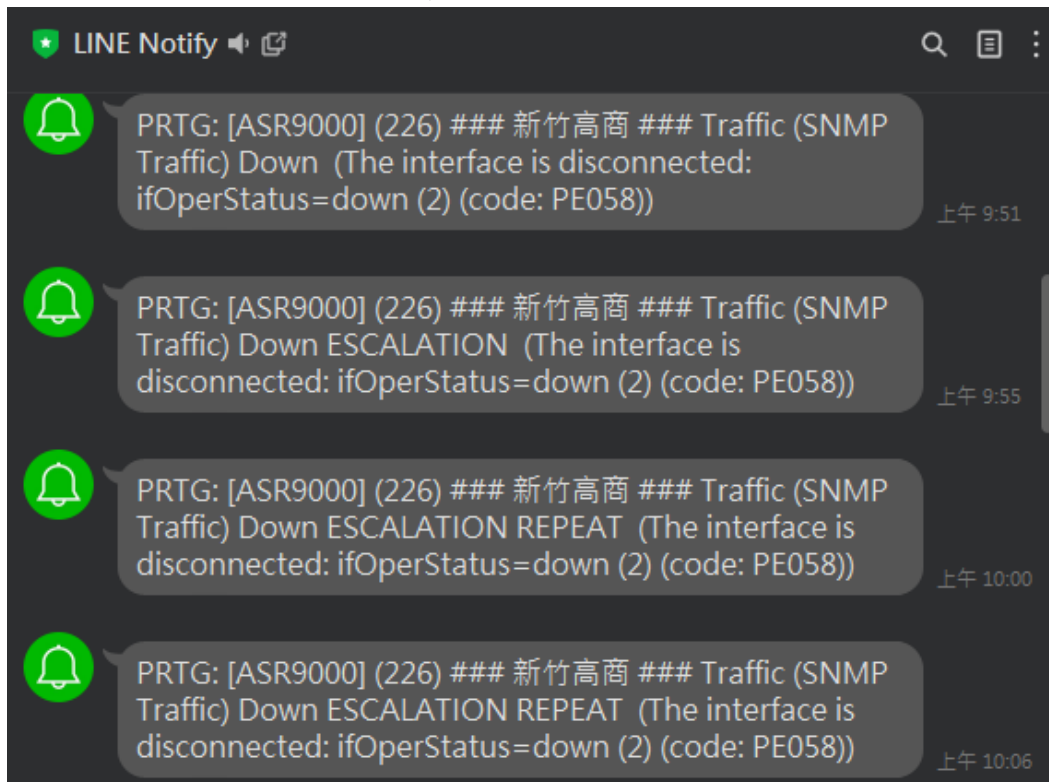 LINE Notify
PRTG: [ASR9000] (226) ### 新竹高商 ### Traffic (SNMP
Traffic) Down  (The interface is disconnected:
ifOperStatus=down (2) (code: PE058))
上午 9:51
PRTG: [ASR9000] (226) ### 新竹高商 ### Traffic (SNMP
Traffic) Down ESCALATION  (The interface is
disconnected: ifOperStatus=down (2) (code: PE058))
上午 9:55
PRTG: [ASR9000] (226) ### 新竹高商 ### Traffic (SNMP
Traffic) Down ESCALATION REPEAT  (The interface is
disconnected: ifOperStatus=down (2) (code: PE058))
上午 10:00
PRTG: [ASR9000] (226) ### 新竹高商 ### Traffic (SNMP
Traffic) Down ESCALATION REPEAT  (The interface is
disconnected: ifOperStatus=down (2) (code: PE058))
上午 10:06